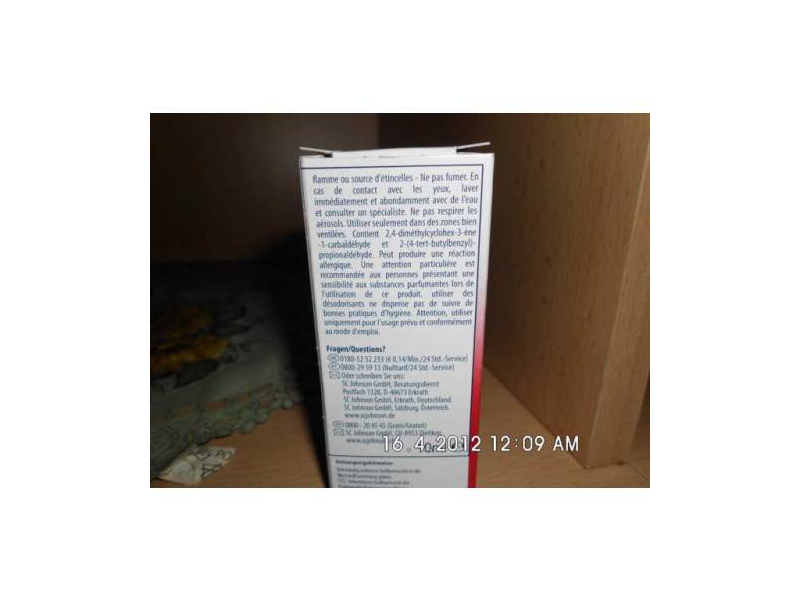 flamme ou source d'étincelles - Ne pas fumer. En
cas de contact avec les yeux, laver
immédiatement et abondamment avec de l'eau
et consulter un spécialiste. Ne pas respirer les
aérosols. Utiliser seulement dans des zones bien
ventilées. Contient 2,4-diméthylcyclohex-3-ène
-1-carbaldéhyde et 2-(4-tert-butylbenzyl)-
propionaldéhyde. Peut produire une réaction
allergique. Une attention particulière est
recommandée aux personnes présentant une
sensibilité aux substances parfumantes lors de
l'utilisation de ce produit. utiliser des
désodorisants ne dispense pas de suivre de
bonnes pratiques d'hygiène. Attention, utiliser
uniquement pour l'usage prévu et conformément
au mode d'emploi.
Fragen/Questions?
0180-52 52 233 (€ 0,14/Min./24 Std.-Service)
0800-29 59 13 (Nulltarif/24 Std.-Service)
Oder schreiben Sie uns:
SC Johnson GmbH, Beratungsdienst
Postfach 1328, D-40673 Erkrath
SC Johnson GmbH, Erkrath, Deutschland.
SC Johnson GmbH, Salzburg, Österreich.
www.scjohnson.de
0800 - 20 45 45 (Gratis/Gratuit)
SC Johnson GmbH, CH-8953 Dietikon
www.scjohnson
16 4 2012 12:09 AM
Entsorgungshinweise: